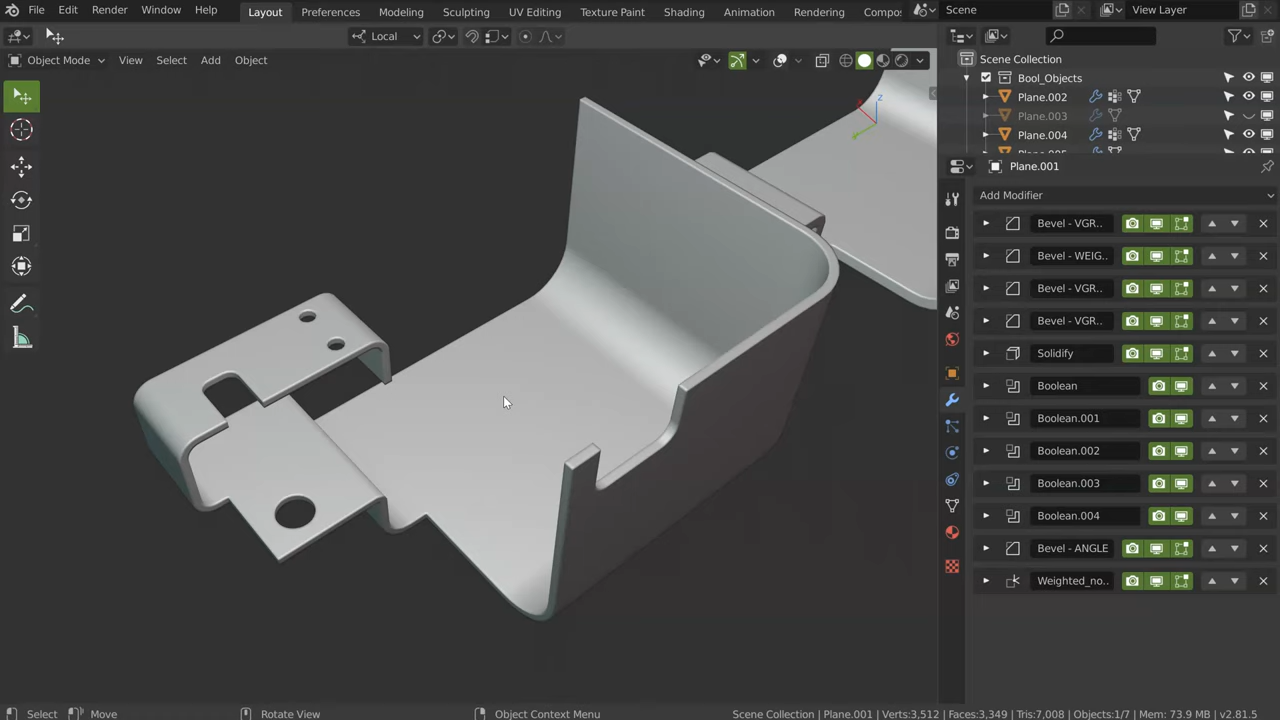 File Edit Render Window Help Layout Preferences Modeling Sculpting UV Editing Texture Paint Shading Animation Rendering Scene View Layer
Local
Object Mode View Select Add Object
Scene Collection
Bool_Objects
Plane.002
Plane.003
Plane.004
Plane.001
Add Modifier
Bevel - VGR..
Bevel - WEIG..
Bevel - VGR..
Bevel - VGR..
Solidify
Boolean
Boolean.001
Boolean.002
Boolean.003
Boolean.004
Bevel - ANGLE
Weighted_no..
X
Y
Z
Select Move Rotate View Object Context Menu Scene Collection | Plane.001 | Verts:3,512 | Faces:3,349 | Tris:7,008 | Objects:1/7 | Mem: 73.9 MB | v2.81.5